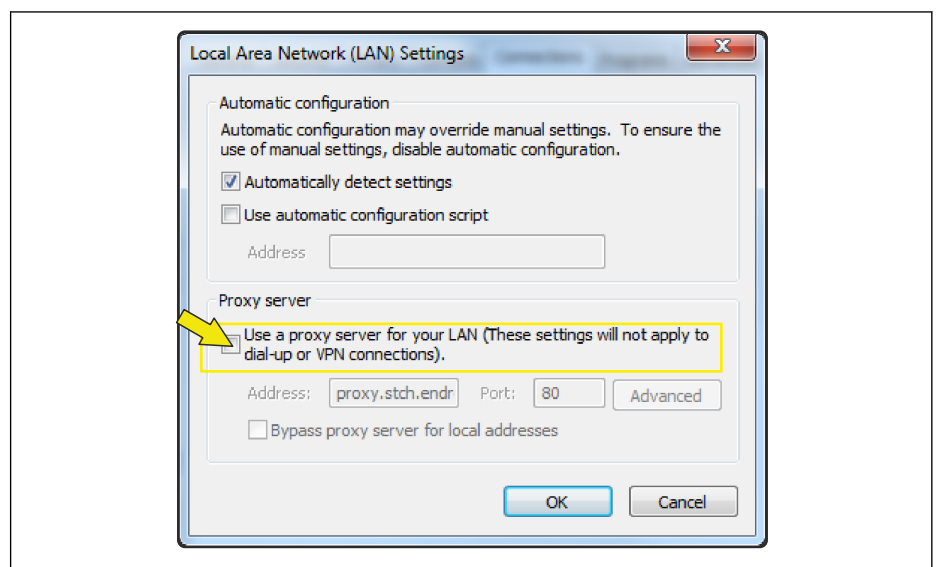 Local Area Network (LAN) Settings
Automatic configuration
Automatic configuration may override manual settings. To ensure the
use of manual settings, disable automatic configuration.
Automatically detect settings
Use automatic configuration script
Address
Proxy server
Use a proxy server for your LAN (These settings will not apply to
dial-up or VPN connections).
Address: proxy.stch.endr Port: 80 Advanced
Bypass proxy server for local addresses
OK Cancel